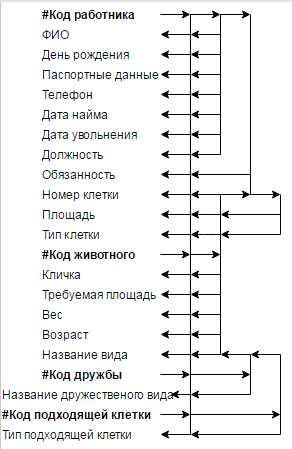 #Код работника
ФИО
День рождения
Паспортные данные
Телефон
Дата найма
Дата увольнения
Должность
Обязанность
Номер клетки
Площадь
Тип клетки
#Код животного
Кличка
Требуемая площадь
Вес
Возраст
Название вида
#Код дружбы
Название дружественого вида
#Код подходящей клетки
Тип подходящей клетки